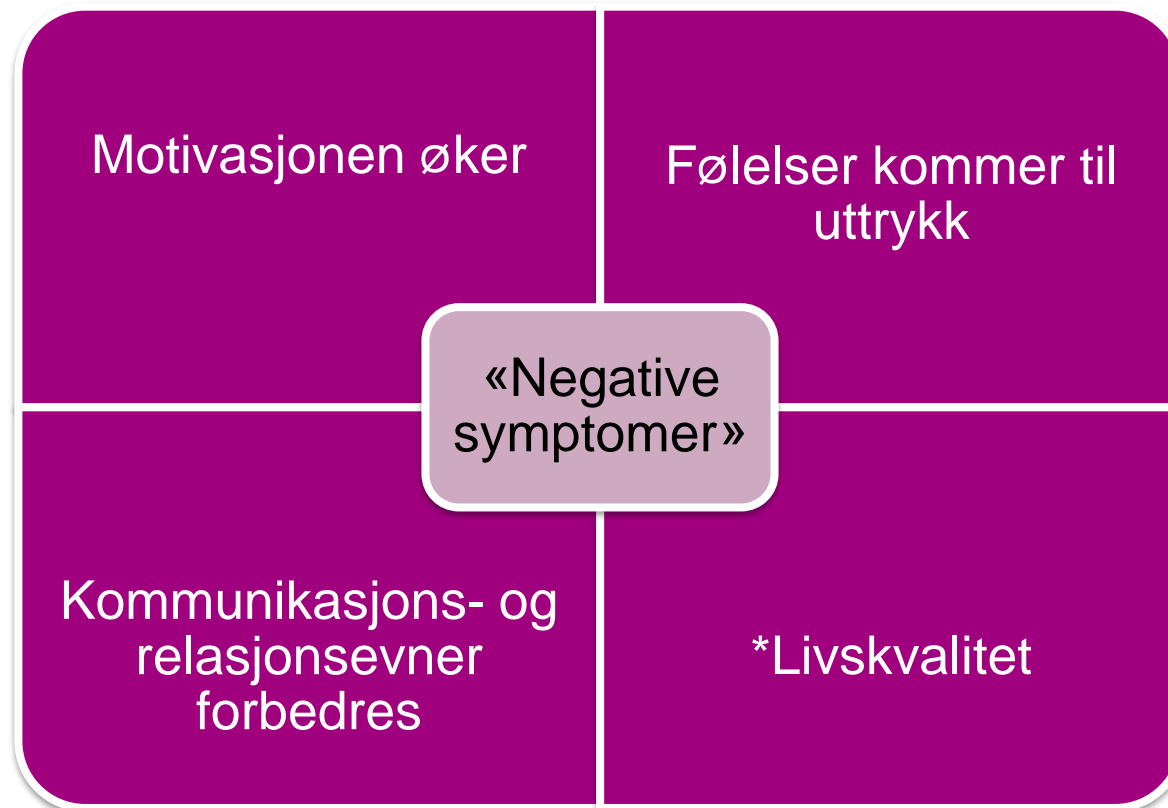 Motivasjonen øker
Følelser kommer til
uttrykk
«Negative
symptomer»
Kommunikasjons- og
relasjonsevner
forbedres
*Livskvalitet